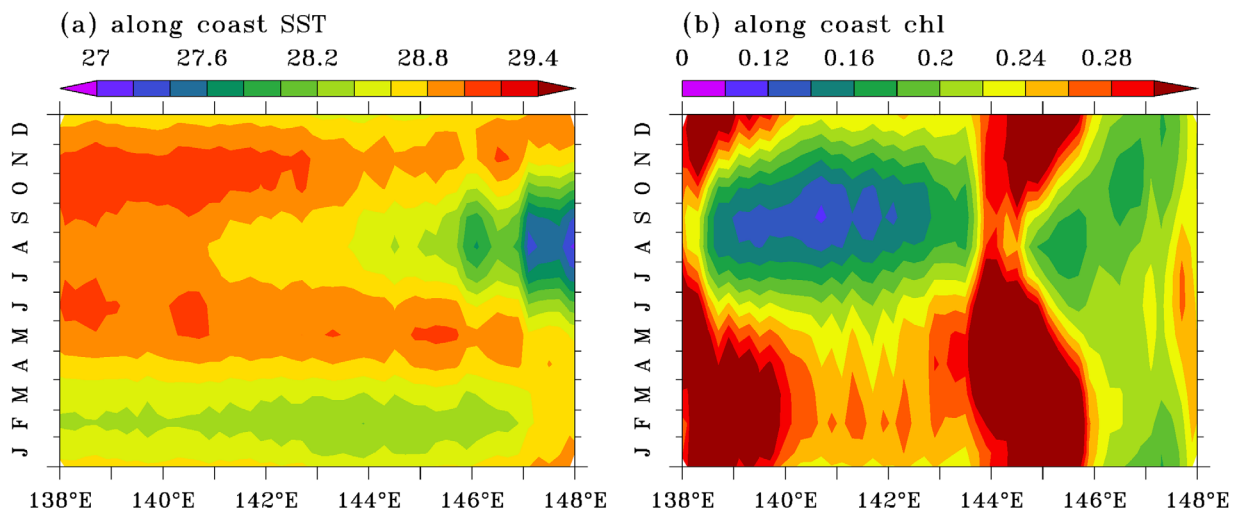 (a) along coast SST
27 27.6 28.2 28.8 29.4
D
N
O
S
A
J
J
M
A
M
F
J
138°E 140°E 142°E 144°E 146°E 148°E
(b) along coast chl
0 0.12 0.16 0.2 0.24 0.28
D
N
O
S
A
J
J
M
A
M
F
J
138°E 140°E 142°E 144°E 146°E 148°E